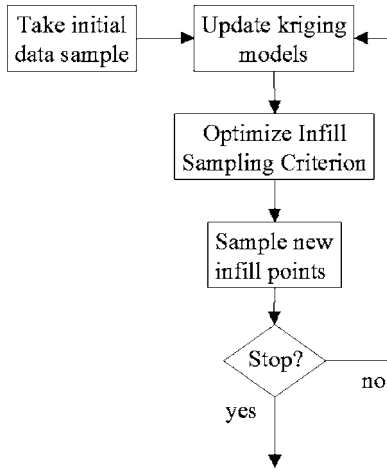 Take initial
data sample
Update kriging
models
Optimize Infill
Sampling Criterion
Sample new
infill points
Stop?
no
yes